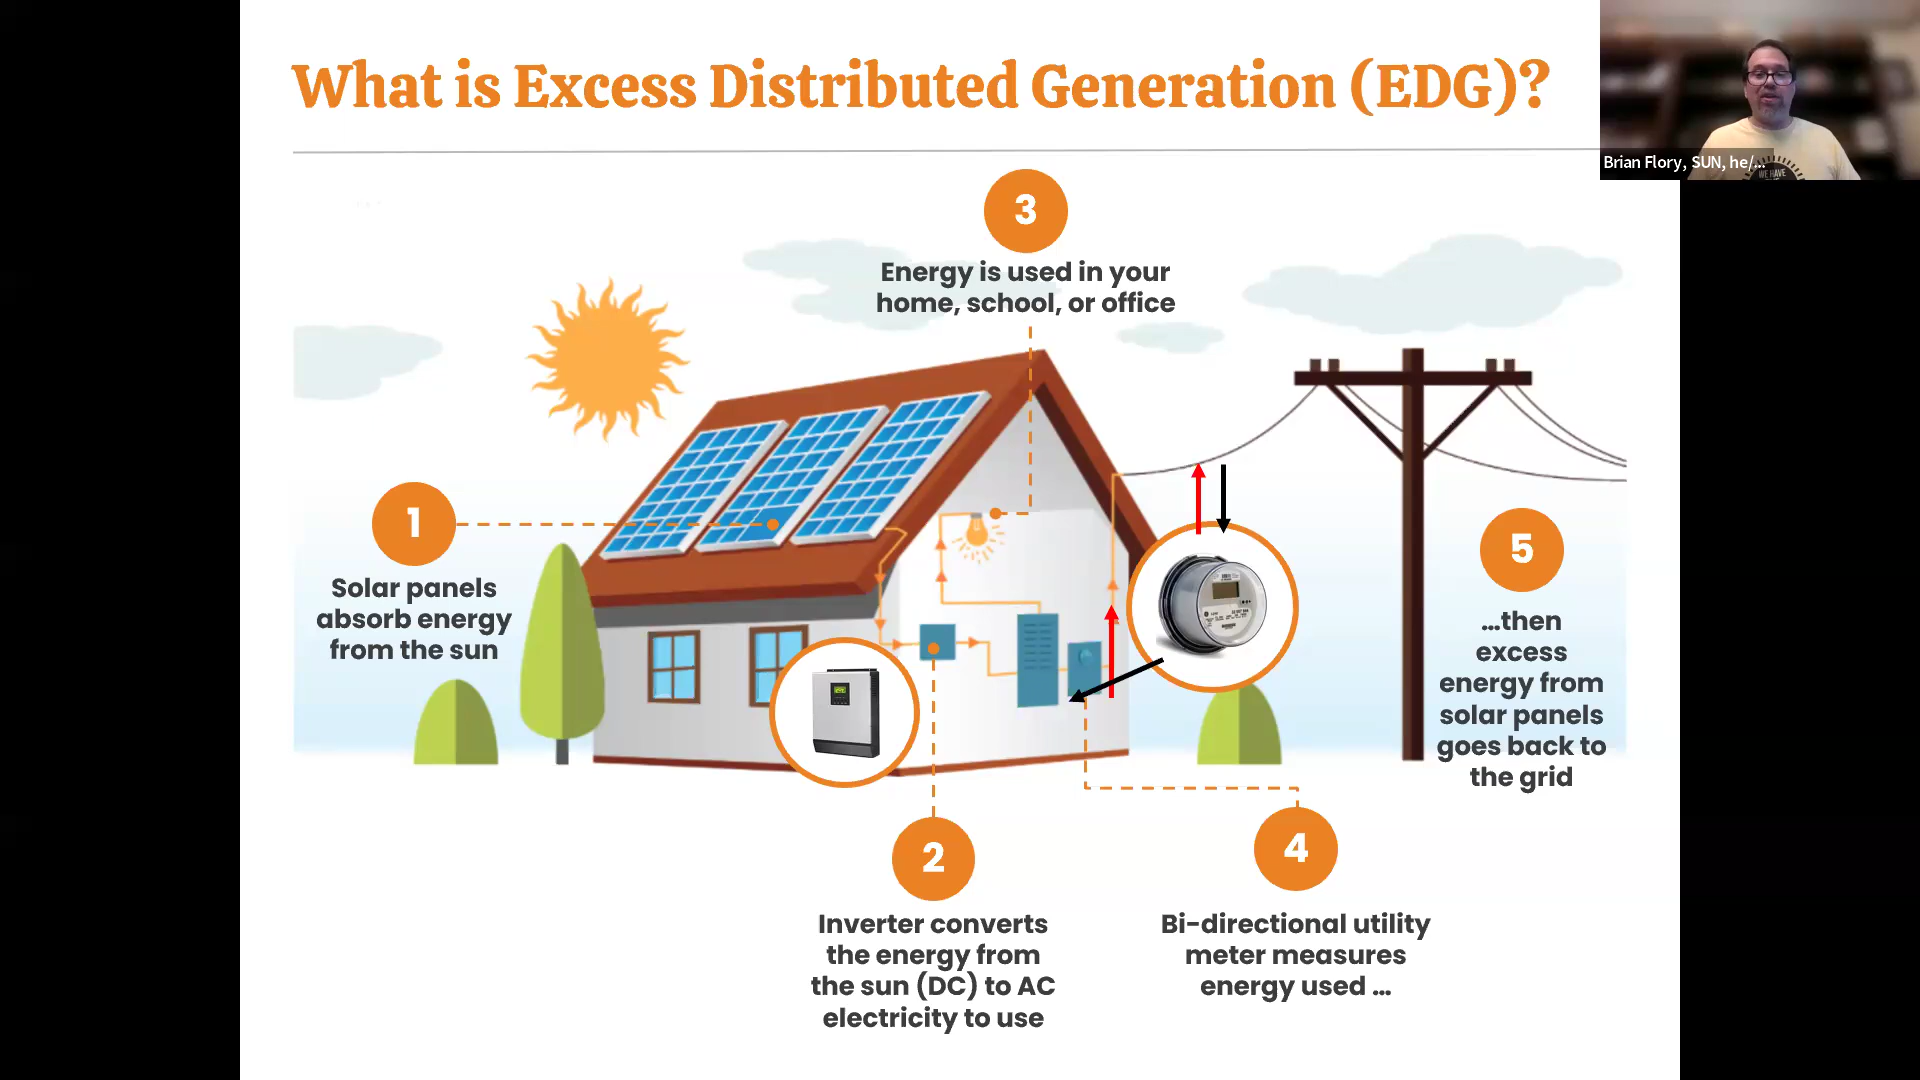 What is Excess Distributed Generation (EDG)?
Brian Flory, SUN, he/...
WE HAVE
3
Energy is used in your
home, school, or office
1
Solar panels
absorb energy
from the sun
5
...then
excess
energy from
solar panels
goes back to
the grid
2
Inverter converts
the energy from
the sun (DC) to AC
electricity to use
4
Bi-directional utility
meter measures
energy used ...